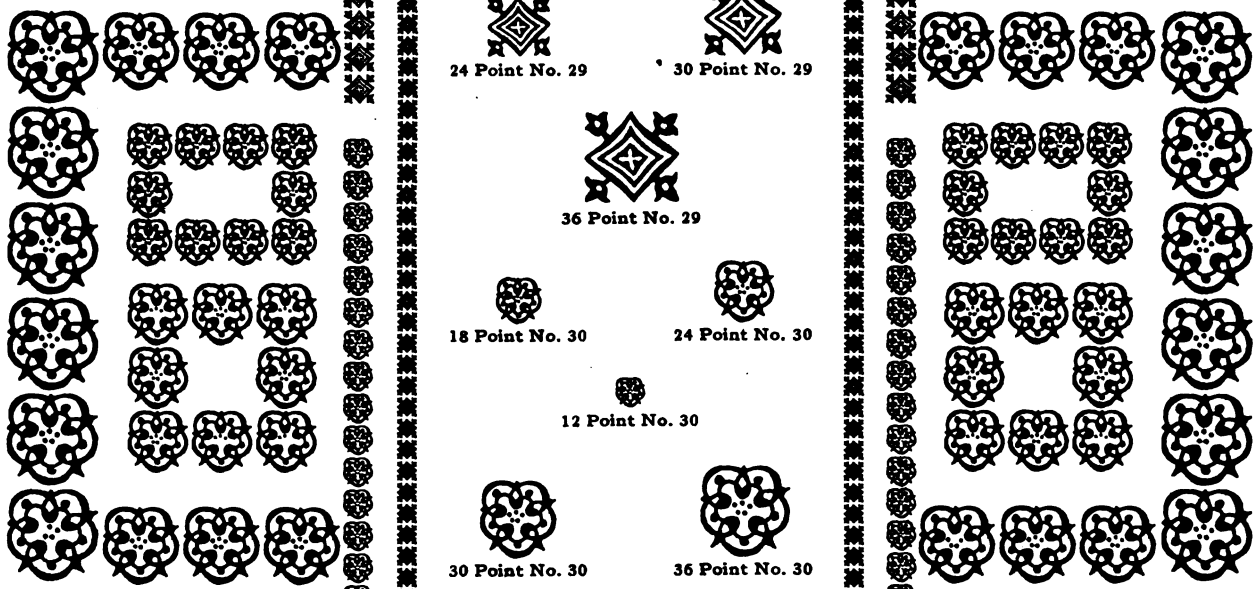 24 Point No. 29 30 Point No. 29
36 Point No. 29
18 Point No. 30 24 Point No. 30
12 Point No. 30
30 Point No. 30 36 Point No. 30